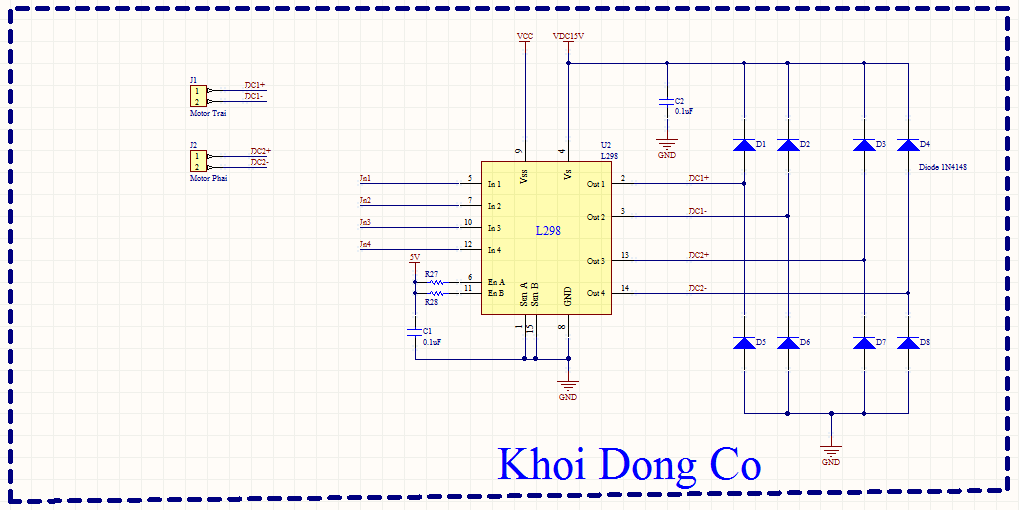 VCC
VDC15V
J1
1
2
DC1+
DC1-
Motor Trai
J2
1
2
DC2+
DC2-
Motor Phai
C2
0.1uF
GND
U2
L298
9
4
Vss
Vs
In1
5
In 1
In2
7
In 2
In3
10
In 3
In4
12
In 4
5V
R27
6
En A
R28
11
En B
C1
0.1uF
L298
Out 1
2
DC1+
Out 2
3
DC1-
Out 3
13
DC2+
Out 4
14
DC2-
Sen A
Sen B
GND
1
15
8
GND
D1
D2
D3
D4
Diode 1N4148
D5
D6
D7
D8
GND
Khoi Dong Co